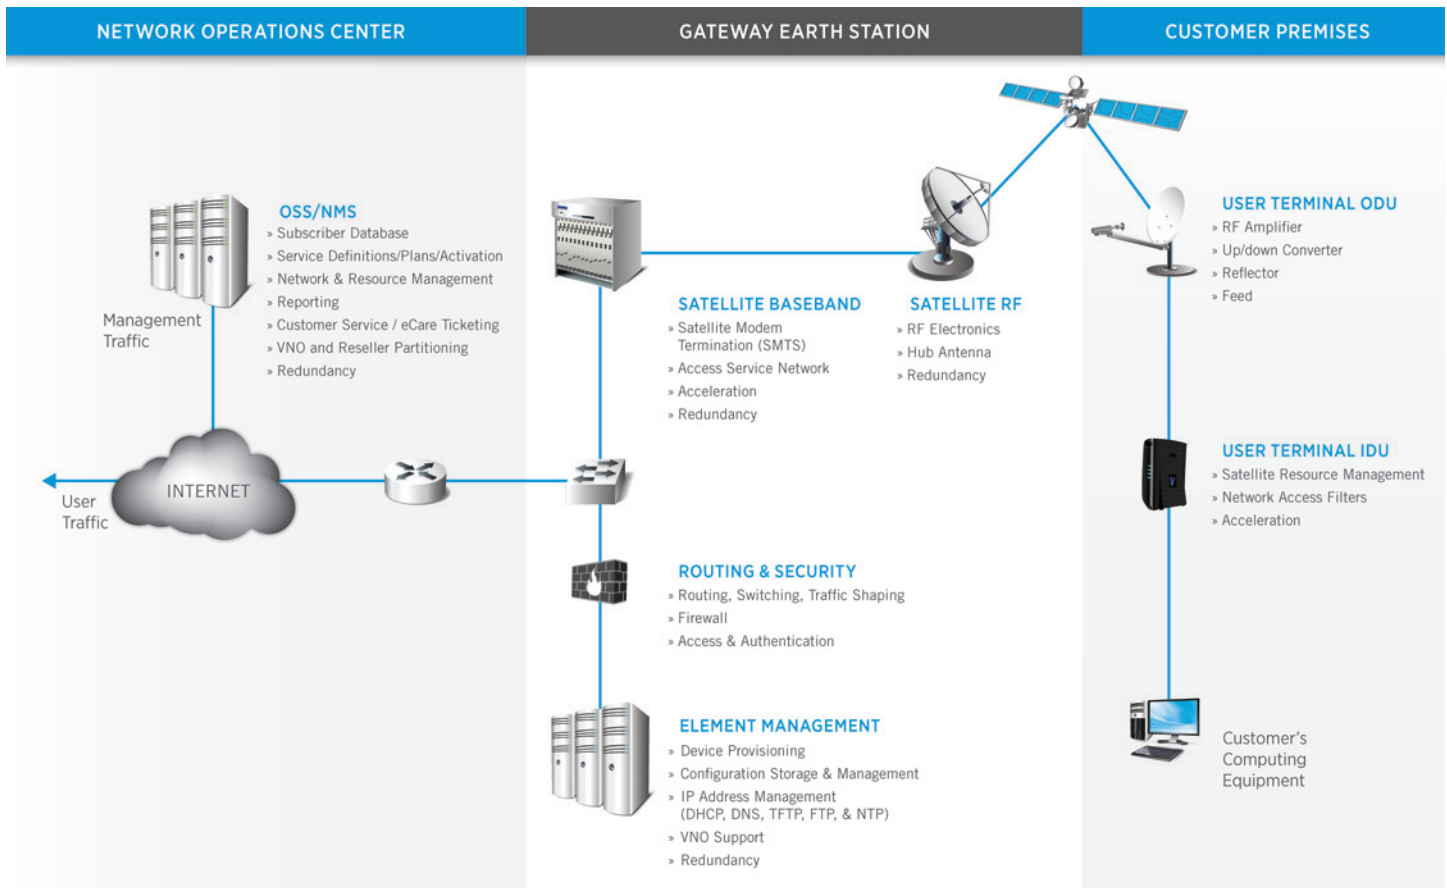 NETWORK OPERATIONS CENTER
GATEWAY EARTH STATION
CUSTOMER PREMISES
OSS/NMS
» Subscriber Database
» Service Definitions/Plans/Activation
» Network & Resource Management
» Reporting
» Customer Service / eCare Ticketing
» VNO and Reseller Partitioning
» Redundancy
Management
Traffic
INTERNET
User
Traffic
SATELLITE BASEBAND
» Satellite Modem
Termination (SMTS)
» Access Service Network
» Acceleration
» Redundancy
SATELLITE RF
» RF Electronics
» Hub Antenna
» Redundancy
ROUTING & SECURITY
» Routing, Switching, Traffic Shaping
» Firewall
» Access & Authentication
ELEMENT MANAGEMENT
» Device Provisioning
» Configuration Storage & Management
» IP Address Management
(DHCP, DNS, TFTP, FTP, & NTP)
» VNO Support
» Redundancy
USER TERMINAL ODU
» RF Amplifier
» Up/down Converter
» Reflector
» Feed
USER TERMINAL IDU
» Satellite Resource Management
» Network Access Filters
» Acceleration
Customer's
Computing
Equipment